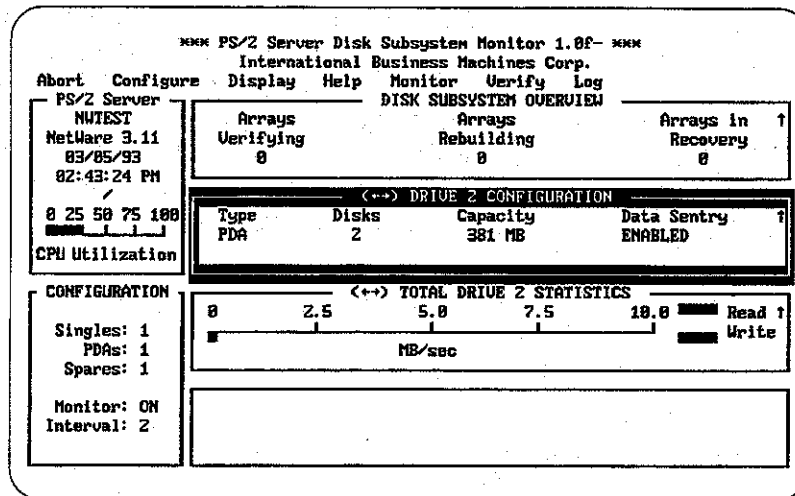 *** PS/2 Server Disk Subsystem Monitor 1.0f- ***
International Business Machines Corp.
Abort Configure Display Help Monitor Verify Log
PS/2 Server
NWTEST
NetWare 3.11
03/05/93
02:43:24 PM
/
0 25 50 75 100
CPU Utilization
DISK SUBSYSTEM OVERVIEW
Arrays Arrays Arrays in ↑
Verifying Rebuilding Recovery
0 0 0
(←→) DRIVE 2 CONFIGURATION
Type Disks Capacity Data Sentry ↑
PDA 2 381 MB ENABLED
CONFIGURATION
Singles: 1
PDAs: 1
Spares: 1
Monitor: ON
Interval: 2
(←→) TOTAL DRIVE 2 STATISTICS
0 2.5 5.0 7.5 10.0 Read ↑
Write
MB/sec